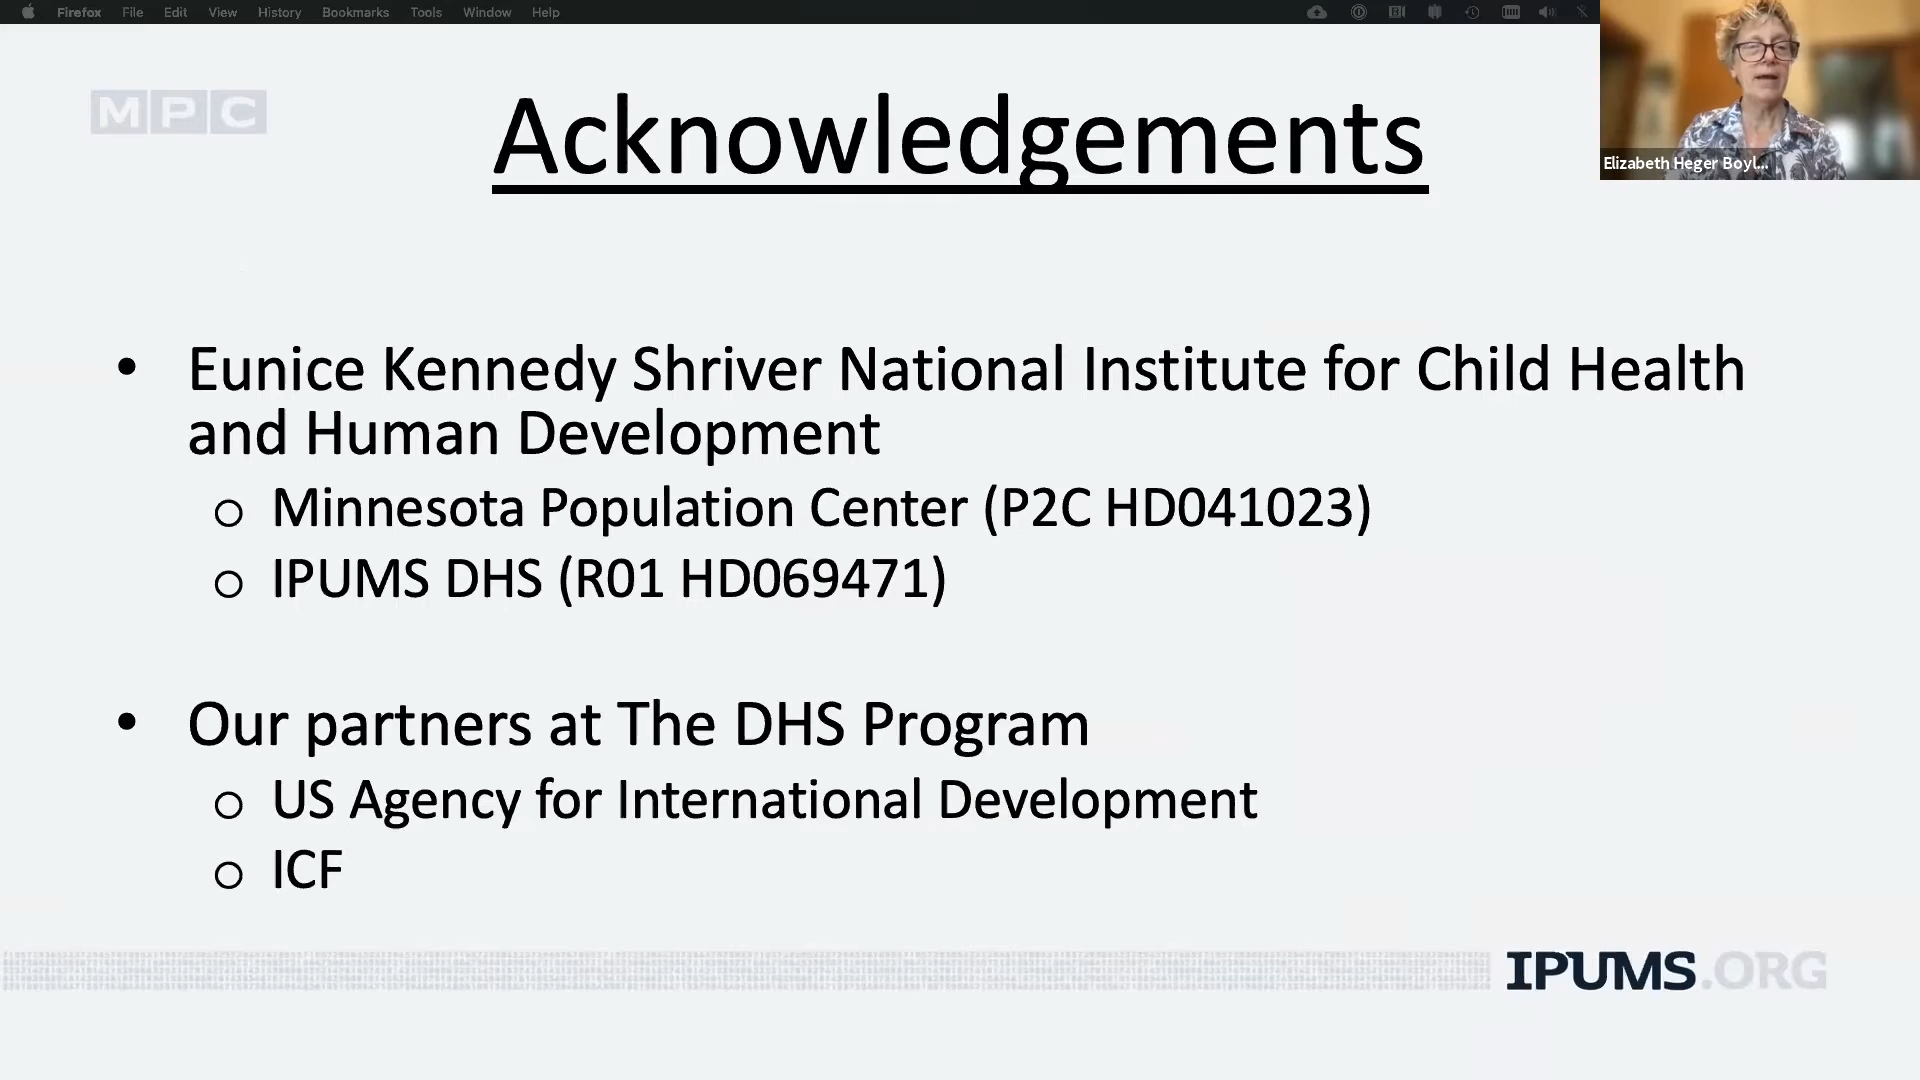 Firefox File Edit View History Bookmarks Tools Window Help
MPC
Acknowledgements
Elizabeth Heger Boyl...
• Eunice Kennedy Shriver National Institute for Child Health
and Human Development
o Minnesota Population Center (P2C HD041023)
o IPUMS DHS (R01 HD069471)
• Our partners at The DHS Program
o US Agency for International Development
o ICF
IPUMS.ORG